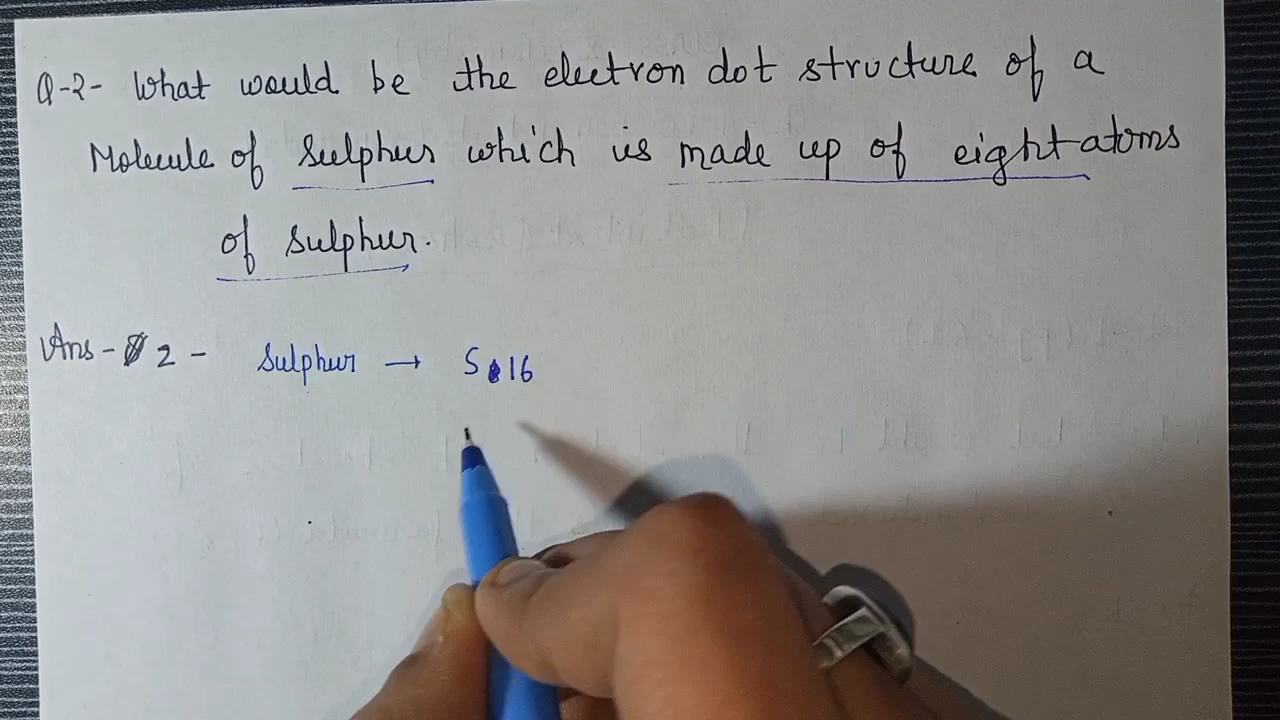 Q-2- What would be the electron dot structure of a
Molecule of sulphur which is made up of eight atoms
of sulphur.
Ans - 2 - Sulphur → S 16